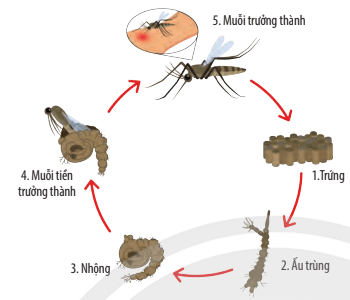 5. Muỗi trưởng thành
1.Trứng
2. Ấu trùng
3. Nhộng
4. Muỗi tiền
trưởng thành